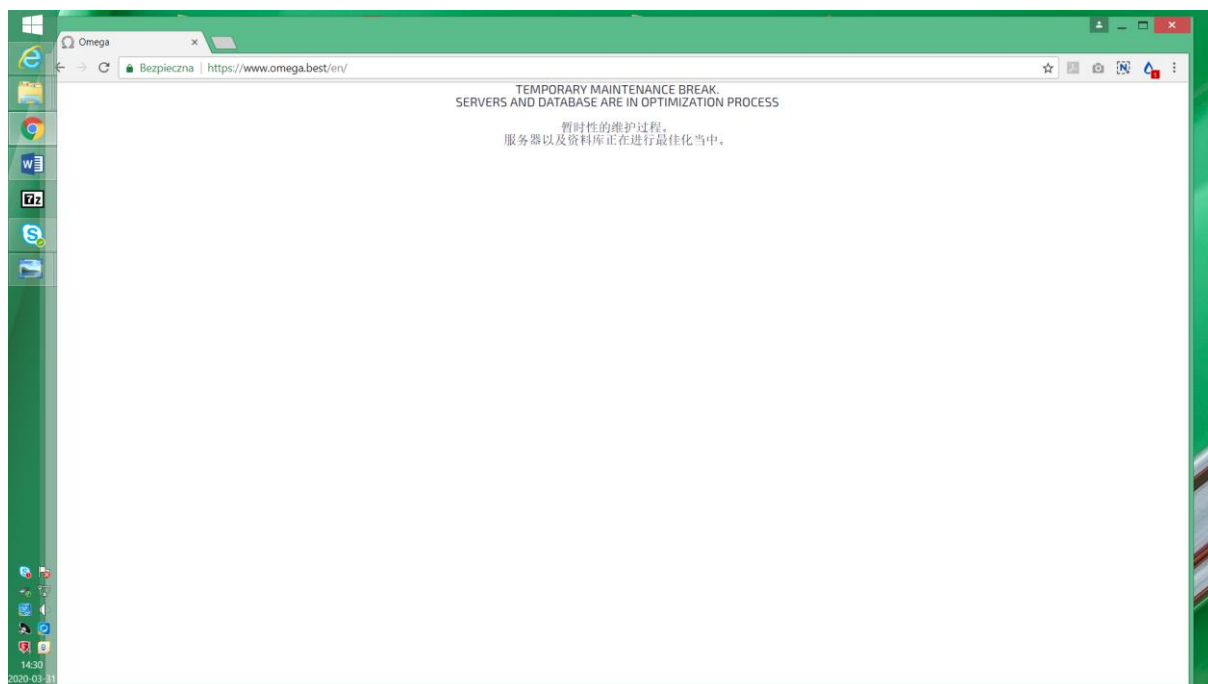 Omega
Bezpieczna | https://www.omega.best/en/
TEMPORARY MAINTENANCE BREAK.
SERVERS AND DATABASE ARE IN OPTIMIZATION PROCESS
暂时性的维护过程。
服务器以及资料库正在进行最佳化当中。
14:30
2020-03-31